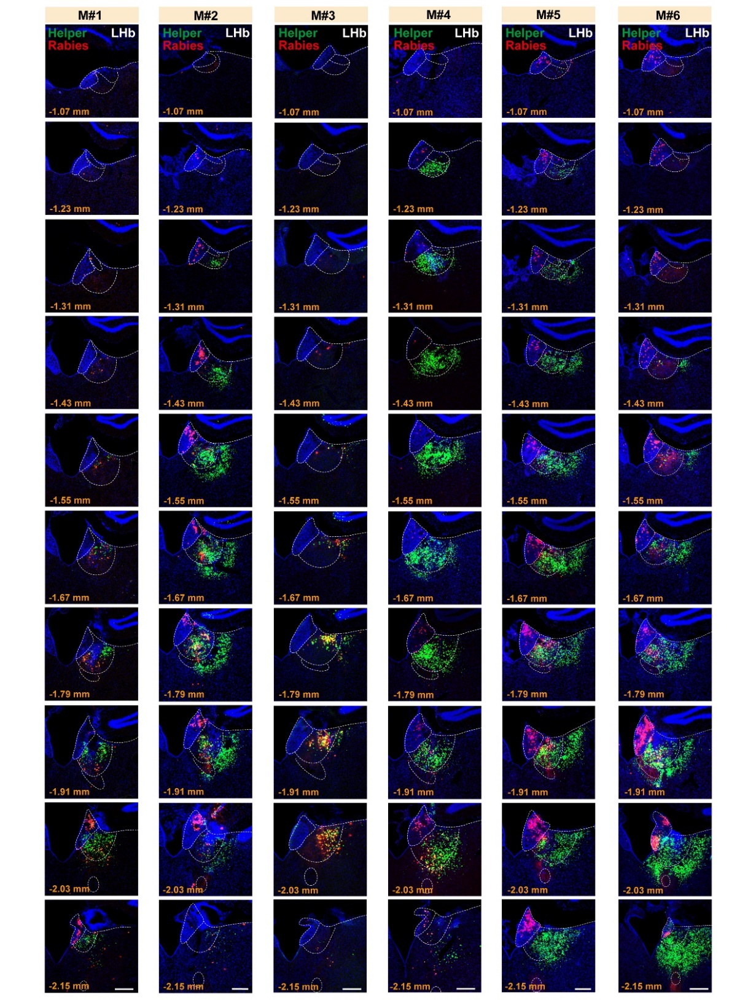 M#1 M#2 M#3 M#4 M#5 M#6
Helper LHb Helper LHb Helper LHb Helper LHb Helper LHb Helper LHb
Rabies Rabies Rabies Rabies Rabies Rabies
-1.07 mm -1.07 mm -1.07 mm -1.07 mm -1.07 mm -1.07 mm
-1.23 mm -1.23 mm -1.23 mm -1.23 mm -1.23 mm -1.23 mm
-1.31 mm -1.31 mm -1.31 mm -1.31 mm -1.31 mm -1.31 mm
-1.43 mm -1.43 mm -1.43 mm -1.43 mm -1.43 mm -1.43 mm
-1.55 mm -1.55 mm -1.55 mm -1.55 mm -1.55 mm -1.55 mm
-1.67 mm -1.67 mm -1.67 mm -1.67 mm -1.67 mm -1.67 mm
-1.79 mm -1.79 mm -1.79 mm -1.79 mm -1.79 mm -1.79 mm
-1.91 mm -1.91 mm -1.91 mm -1.91 mm -1.91 mm -1.91 mm
-2.03 mm -2.03 mm -2.03 mm -2.03 mm -2.03 mm -2.03 mm
-2.15 mm -2.15 mm -2.15 mm -2.15 mm -2.15 mm -2.15 mm